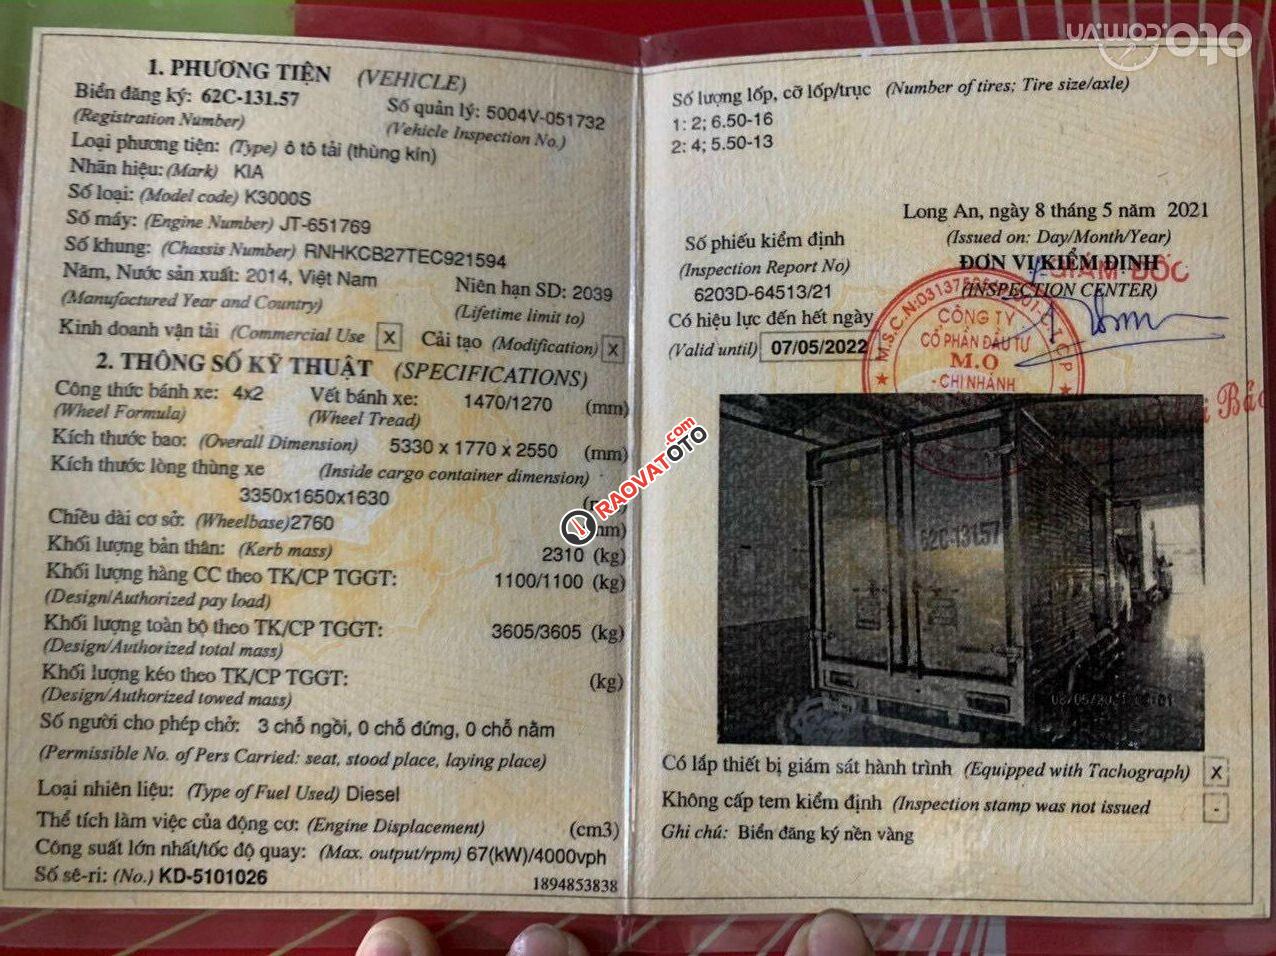 1. PHƯƠNG TIỆN (VEHICLE)
Biển đăng ký: 62C-131.57
(Registration Number)
Số quản lý: 5004V-051732
(Vehicle Inspection No.)
Loại phương tiện: (Type) ô tô tải (thùng kín)
Nhãn hiệu: (Mark) KIA
Số loại: (Model code) K3000S
Số máy: (Engine Number) JT-651769
Số khung: (Chassis Number) RNHKCB27TEC921594
Năm, Nước sản xuất: 2014, Việt Nam
(Manufactured Year and Country)
Niên hạn SD: 2039
(Lifetime limit to)
Kinh doanh vận tải (Commercial Use X Cải tạo (Modification) X
2. THÔNG SỐ KỸ THUẬT (SPECIFICATIONS)
Công thức bánh xe: 4x2 Vết bánh xe: 1470/1270 (mm)
(Wheel Formula) (Wheel Tread)
Kích thước bao: (Overall Dimension) 5330 x 1770 x 2550 (mm)
Kích thước lòng thùng xe (Inside cargo container dimension)
3350x1650x1630
Chiều dài cơ sở: (Wheelbase)2760
Khối lượng bản thân: (Kerb mass) 2310 (kg)
Khối lượng hàng CC theo TK/CP TGGT: 1100/1100 (kg)
(Design/Authorized pay load)
Khối lượng toàn bộ theo TK/CP TGGT: 3605/3605 (kg)
(Design/Authorized total mass)
Khối lượng kéo theo TK/CP TGGT: (kg)
(Design/Authorized towed mass)
Số người cho phép chở: 3 chỗ ngồi, 0 chỗ đứng, 0 chỗ nằm
(Permissible No. of Pers Carried: seat, stood place, laying place)
Loại nhiên liệu: (Type of Fuel Used) Diesel
Thể tích làm việc của động cơ: (Engine Displacement) (cm3)
Công suất lớn nhất/tốc độ quay: (Max. output/rpm) 67(kW)/4000vph
Số sê-ri: (No.) KD-5101026
1894853838
oto.com.vn
Số lượng lốp, cỡ lốp/trục (Number of tires; Tire size/axle)
1: 2; 6.50-16
2: 4; 5.50-13
Long An, ngày 8 tháng 5 năm 2021
(Issued on: Day/Month/Year)
Số phiếu kiểm định
(Inspection Report No)
6203D-64513/21
ĐƠN VỊ KIỂM ĐỊNH
(INSPECTION CENTER)
GIÁM ĐỐC
Có hiệu lực đến hết ngày
(Valid until) 07/05/2022
CÔNG TY
CỔ PHẦN ĐẦU TƯ
M.O
- CHI NHÁNH
62C-13157
RAOVATOTO.com
Có lắp thiết bị giám sát hành trình (Equipped with Tachograph) X
Không cấp tem kiểm định (Inspection stamp was not issued -
Ghi chú: Biển đăng ký nền vàng